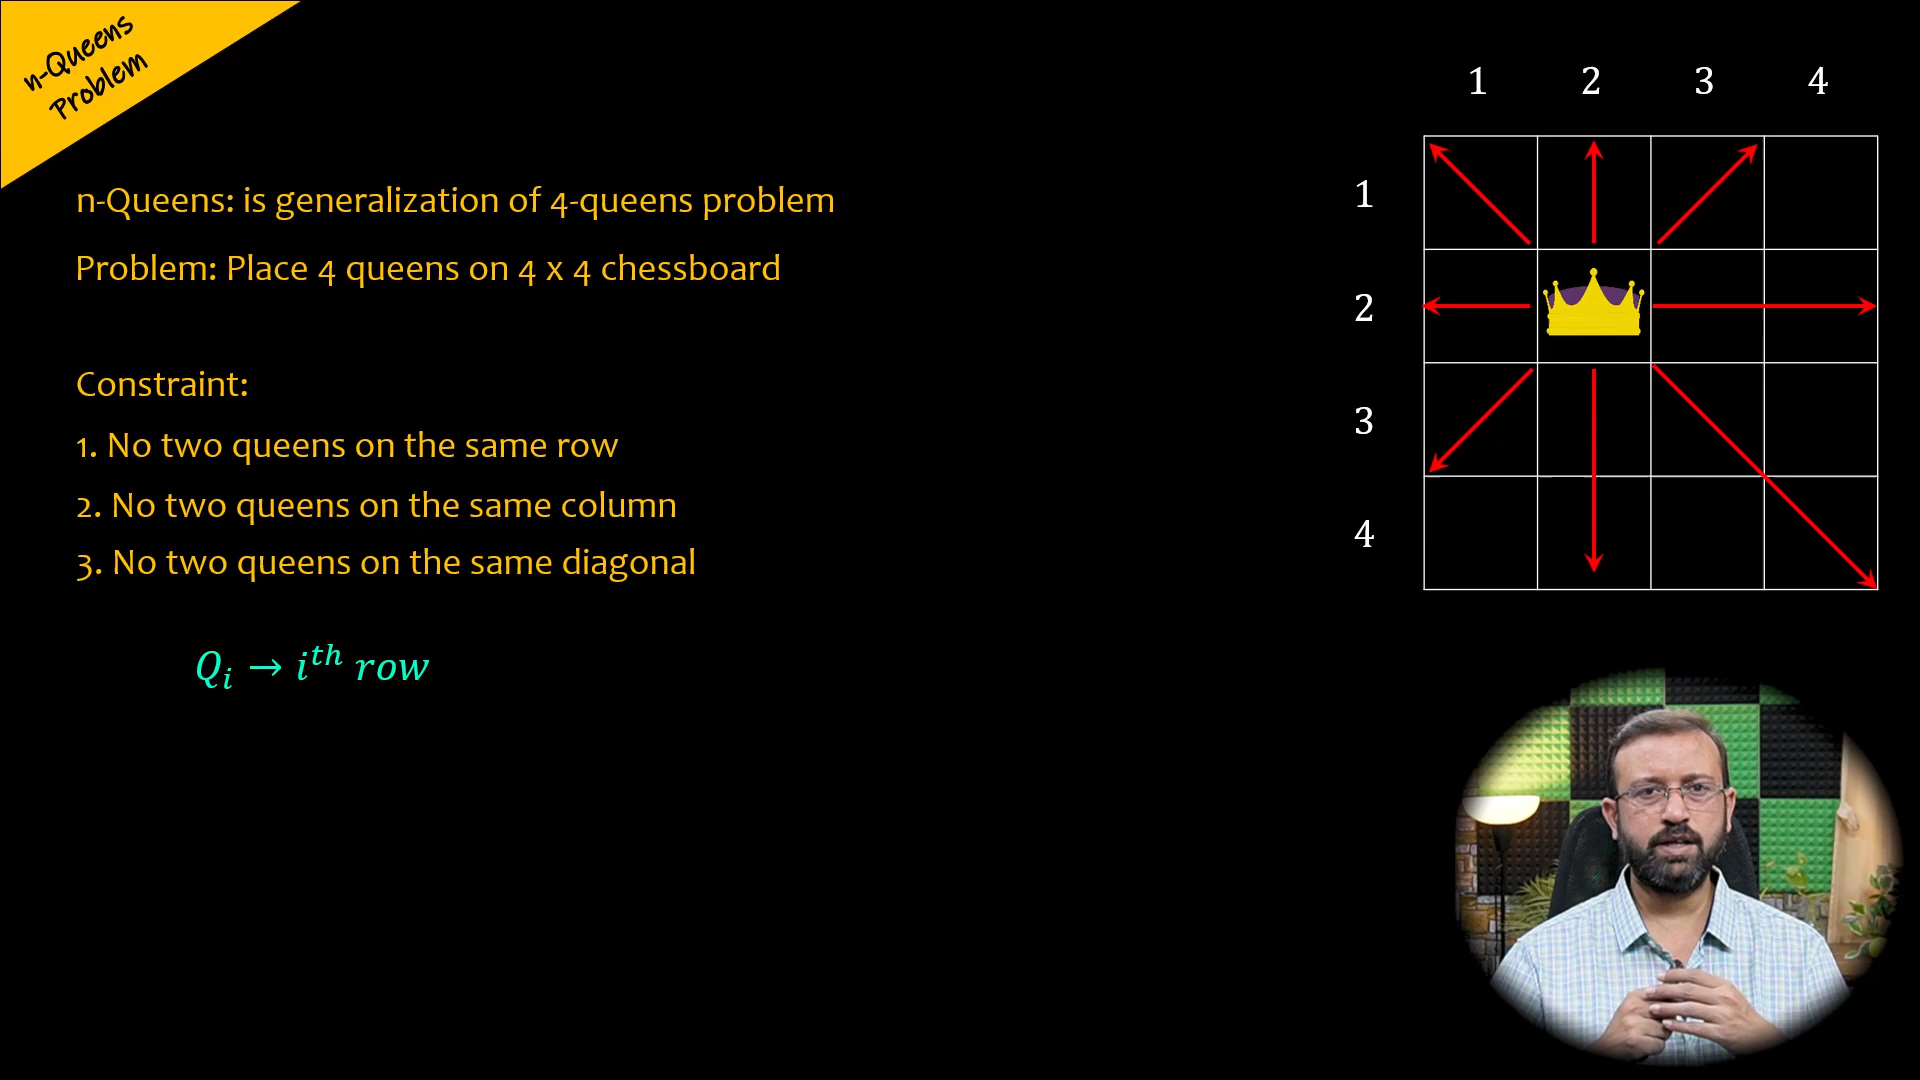 n-Queens
Problem
n-Queens: is generalization of 4-queens problem
Problem: Place 4 queens on 4 x 4 chessboard
Constraint:
1. No two queens on the same row
2. No two queens on the same column
3. No two queens on the same diagonal
Qᵢ → iᵗʰ row
1 2 3 4
1
2
3
4